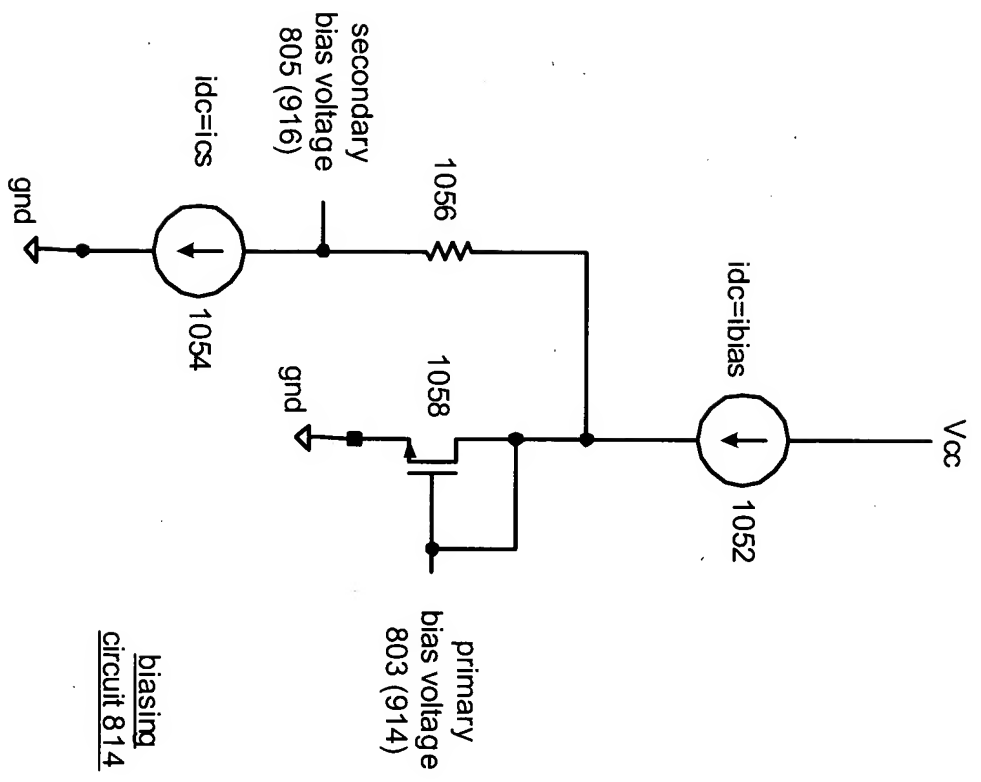 Vcc
idc=ibias
1052
1056
1058
primary
bias voltage
803 (914)
secondary
bias voltage
805 (916)
gnd
idc=ics
1054
gnd
biasing
circuit 814